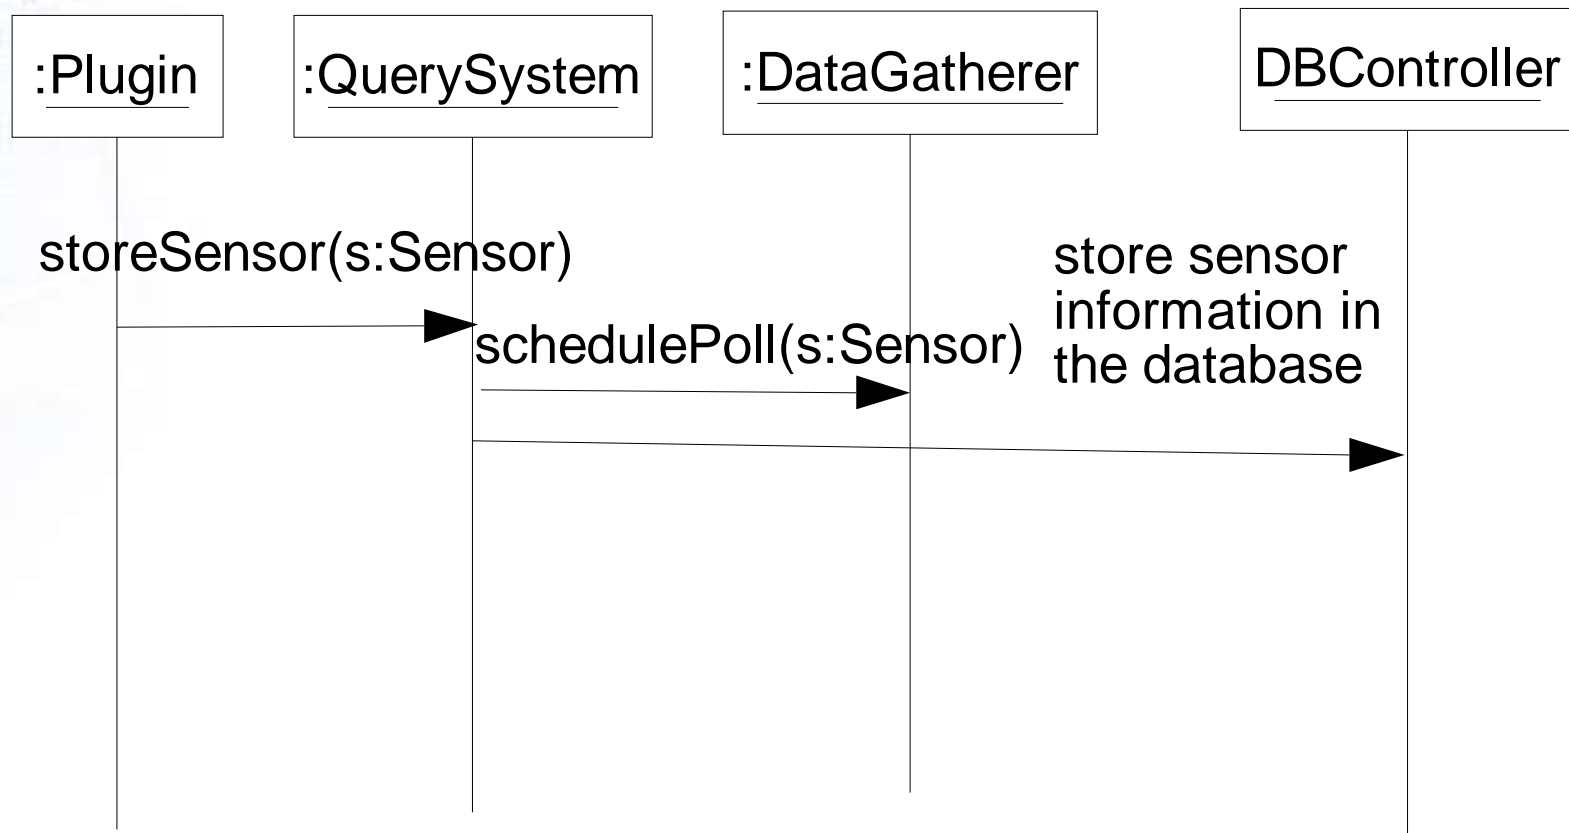 :Plugin
:QuerySystem
:DataGatherer
DBController
storeSensor(s:Sensor)
schedulePoll(s:Sensor)
store sensor
information in
the database